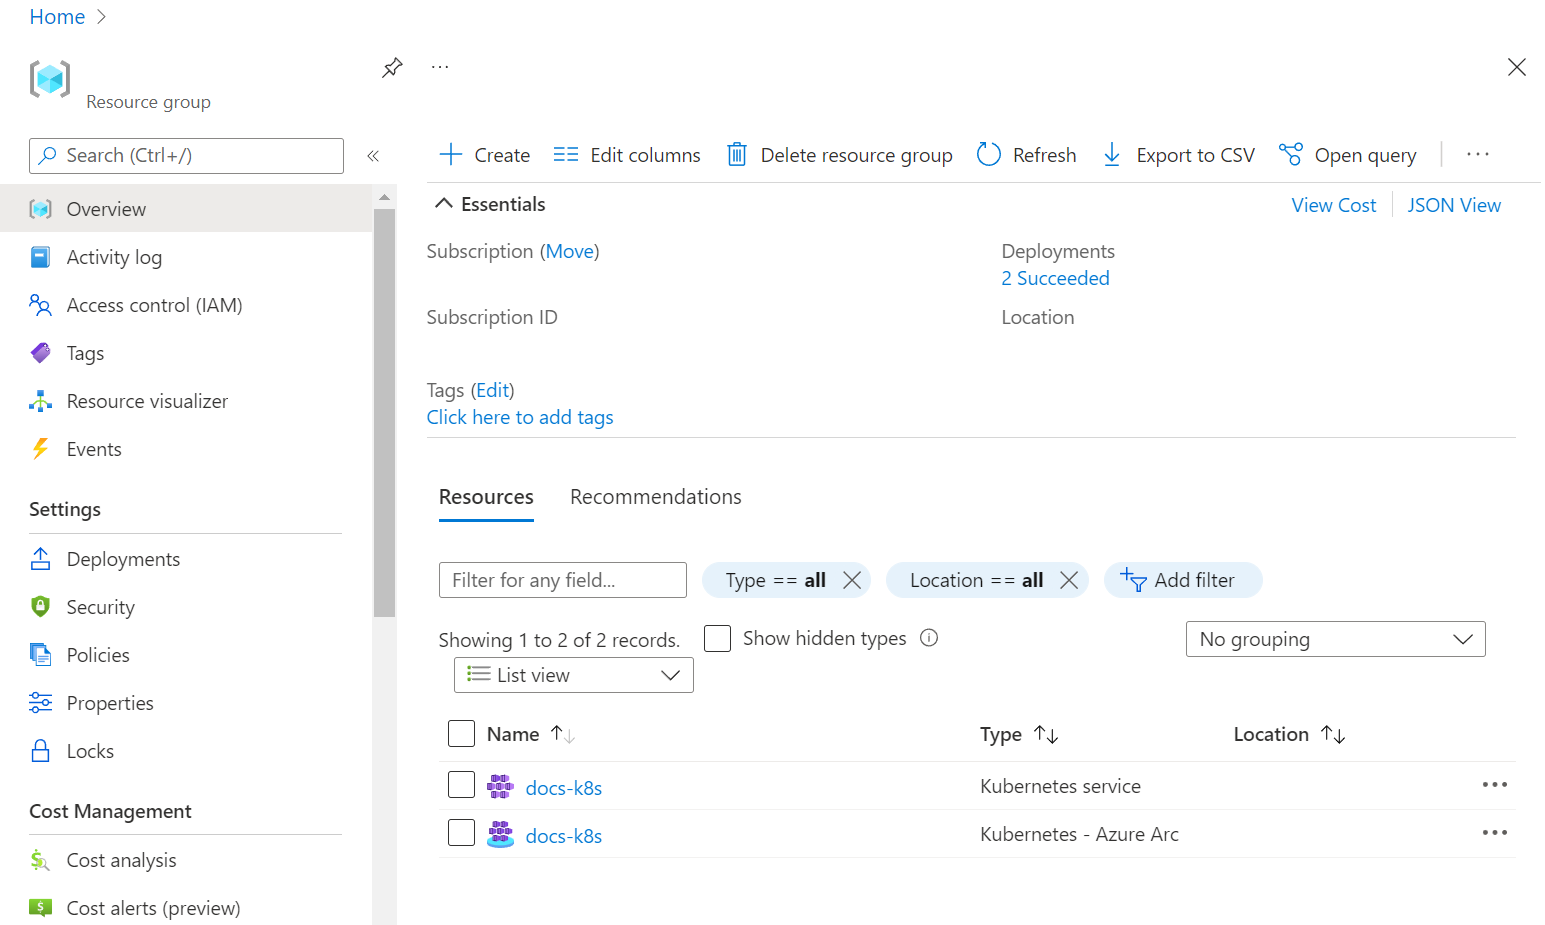 Home
Resource group
Search (Ctrl+/)
Overview
Activity log
Access control (IAM)
Tags
Resource visualizer
Events
Settings
Deployments
Security
Policies
Properties
Locks
Cost Management
Cost analysis
Cost alerts (preview)
Create Edit columns Delete resource group Refresh Export to CSV Open query
Essentials View Cost JSON View
Subscription (Move) Deployments
2 Succeeded
Subscription ID Location
Tags (Edit)
Click here to add tags
Resources Recommendations
Filter for any field... Type == all Location == all Add filter
Showing 1 to 2 of 2 records. Show hidden types No grouping
List view
Name Type Location
docs-k8s Kubernetes service
docs-k8s Kubernetes - Azure Arc